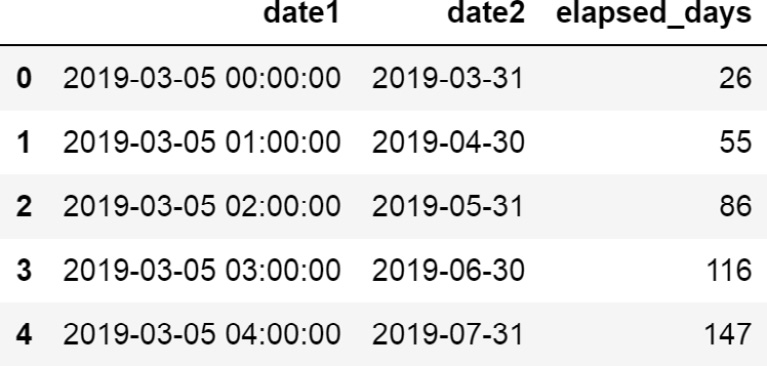 date1 date2 elapsed_days
0 2019-03-05 00:00:00 2019-03-31 26
1 2019-03-05 01:00:00 2019-04-30 55
2 2019-03-05 02:00:00 2019-05-31 86
3 2019-03-05 03:00:00 2019-06-30 116
4 2019-03-05 04:00:00 2019-07-31 147